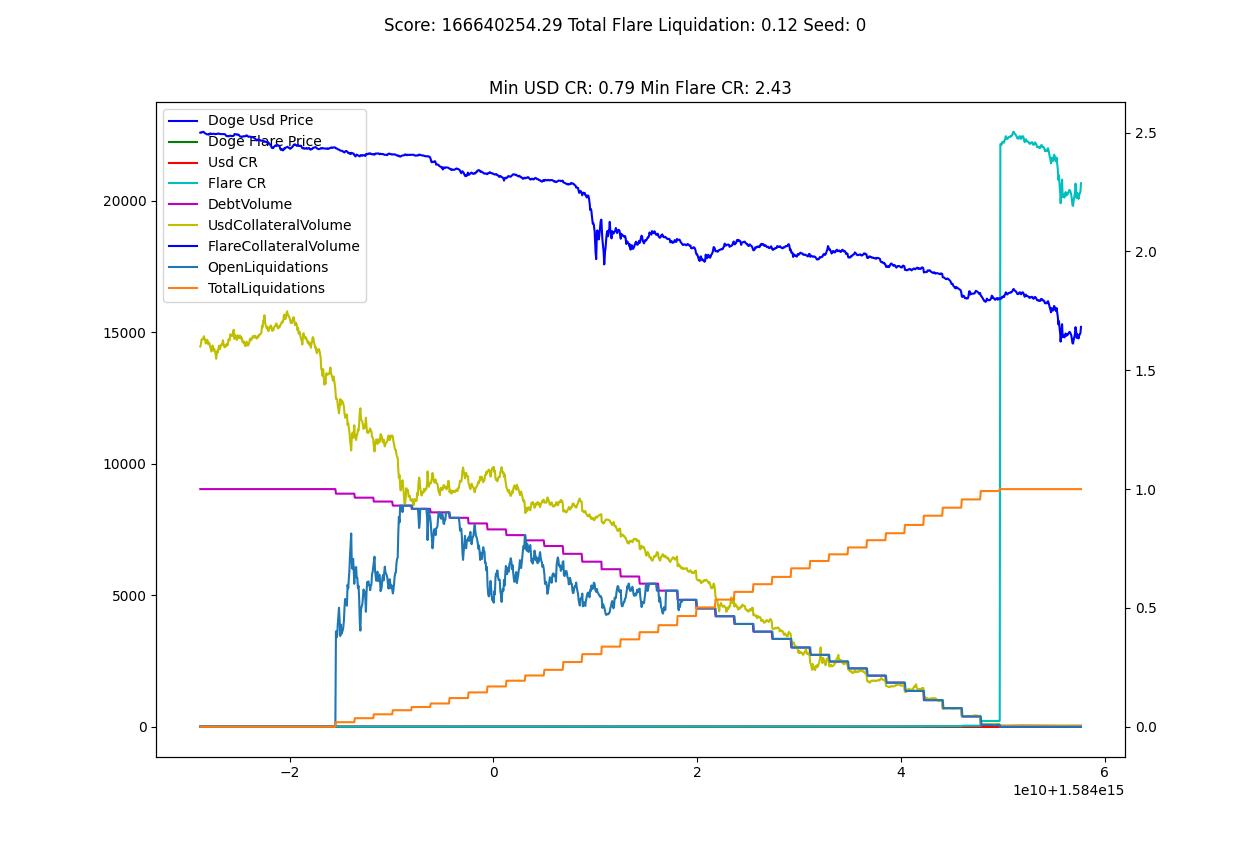 Score: 166640254.29 Total Flare Liquidation: 0.12 Seed: 0
Min USD CR: 0.79 Min Flare CR: 2.43
Doge Usd Price
Doge Flare Price
Usd CR
Flare CR
DebtVolume
UsdCollateralVolume
FlareCollateralVolume
OpenLiquidations
TotalLiquidations
20000
15000
10000
5000
0
2.5
2.0
1.5
1.0
0.5
0.0
−2 0 2 4 6
1e10+1.584e15